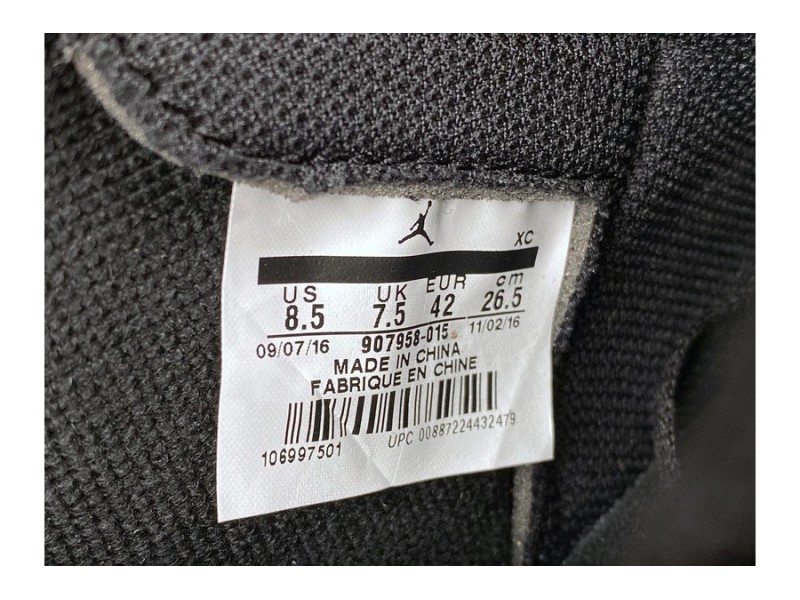 XC
US UK EUR cm
8.5 7.5 42 26.5
09/07/16 907958-015 11/02/16
MADE IN CHINA
FABRIQUE EN CHINE
106997501 UPC 00887224432479